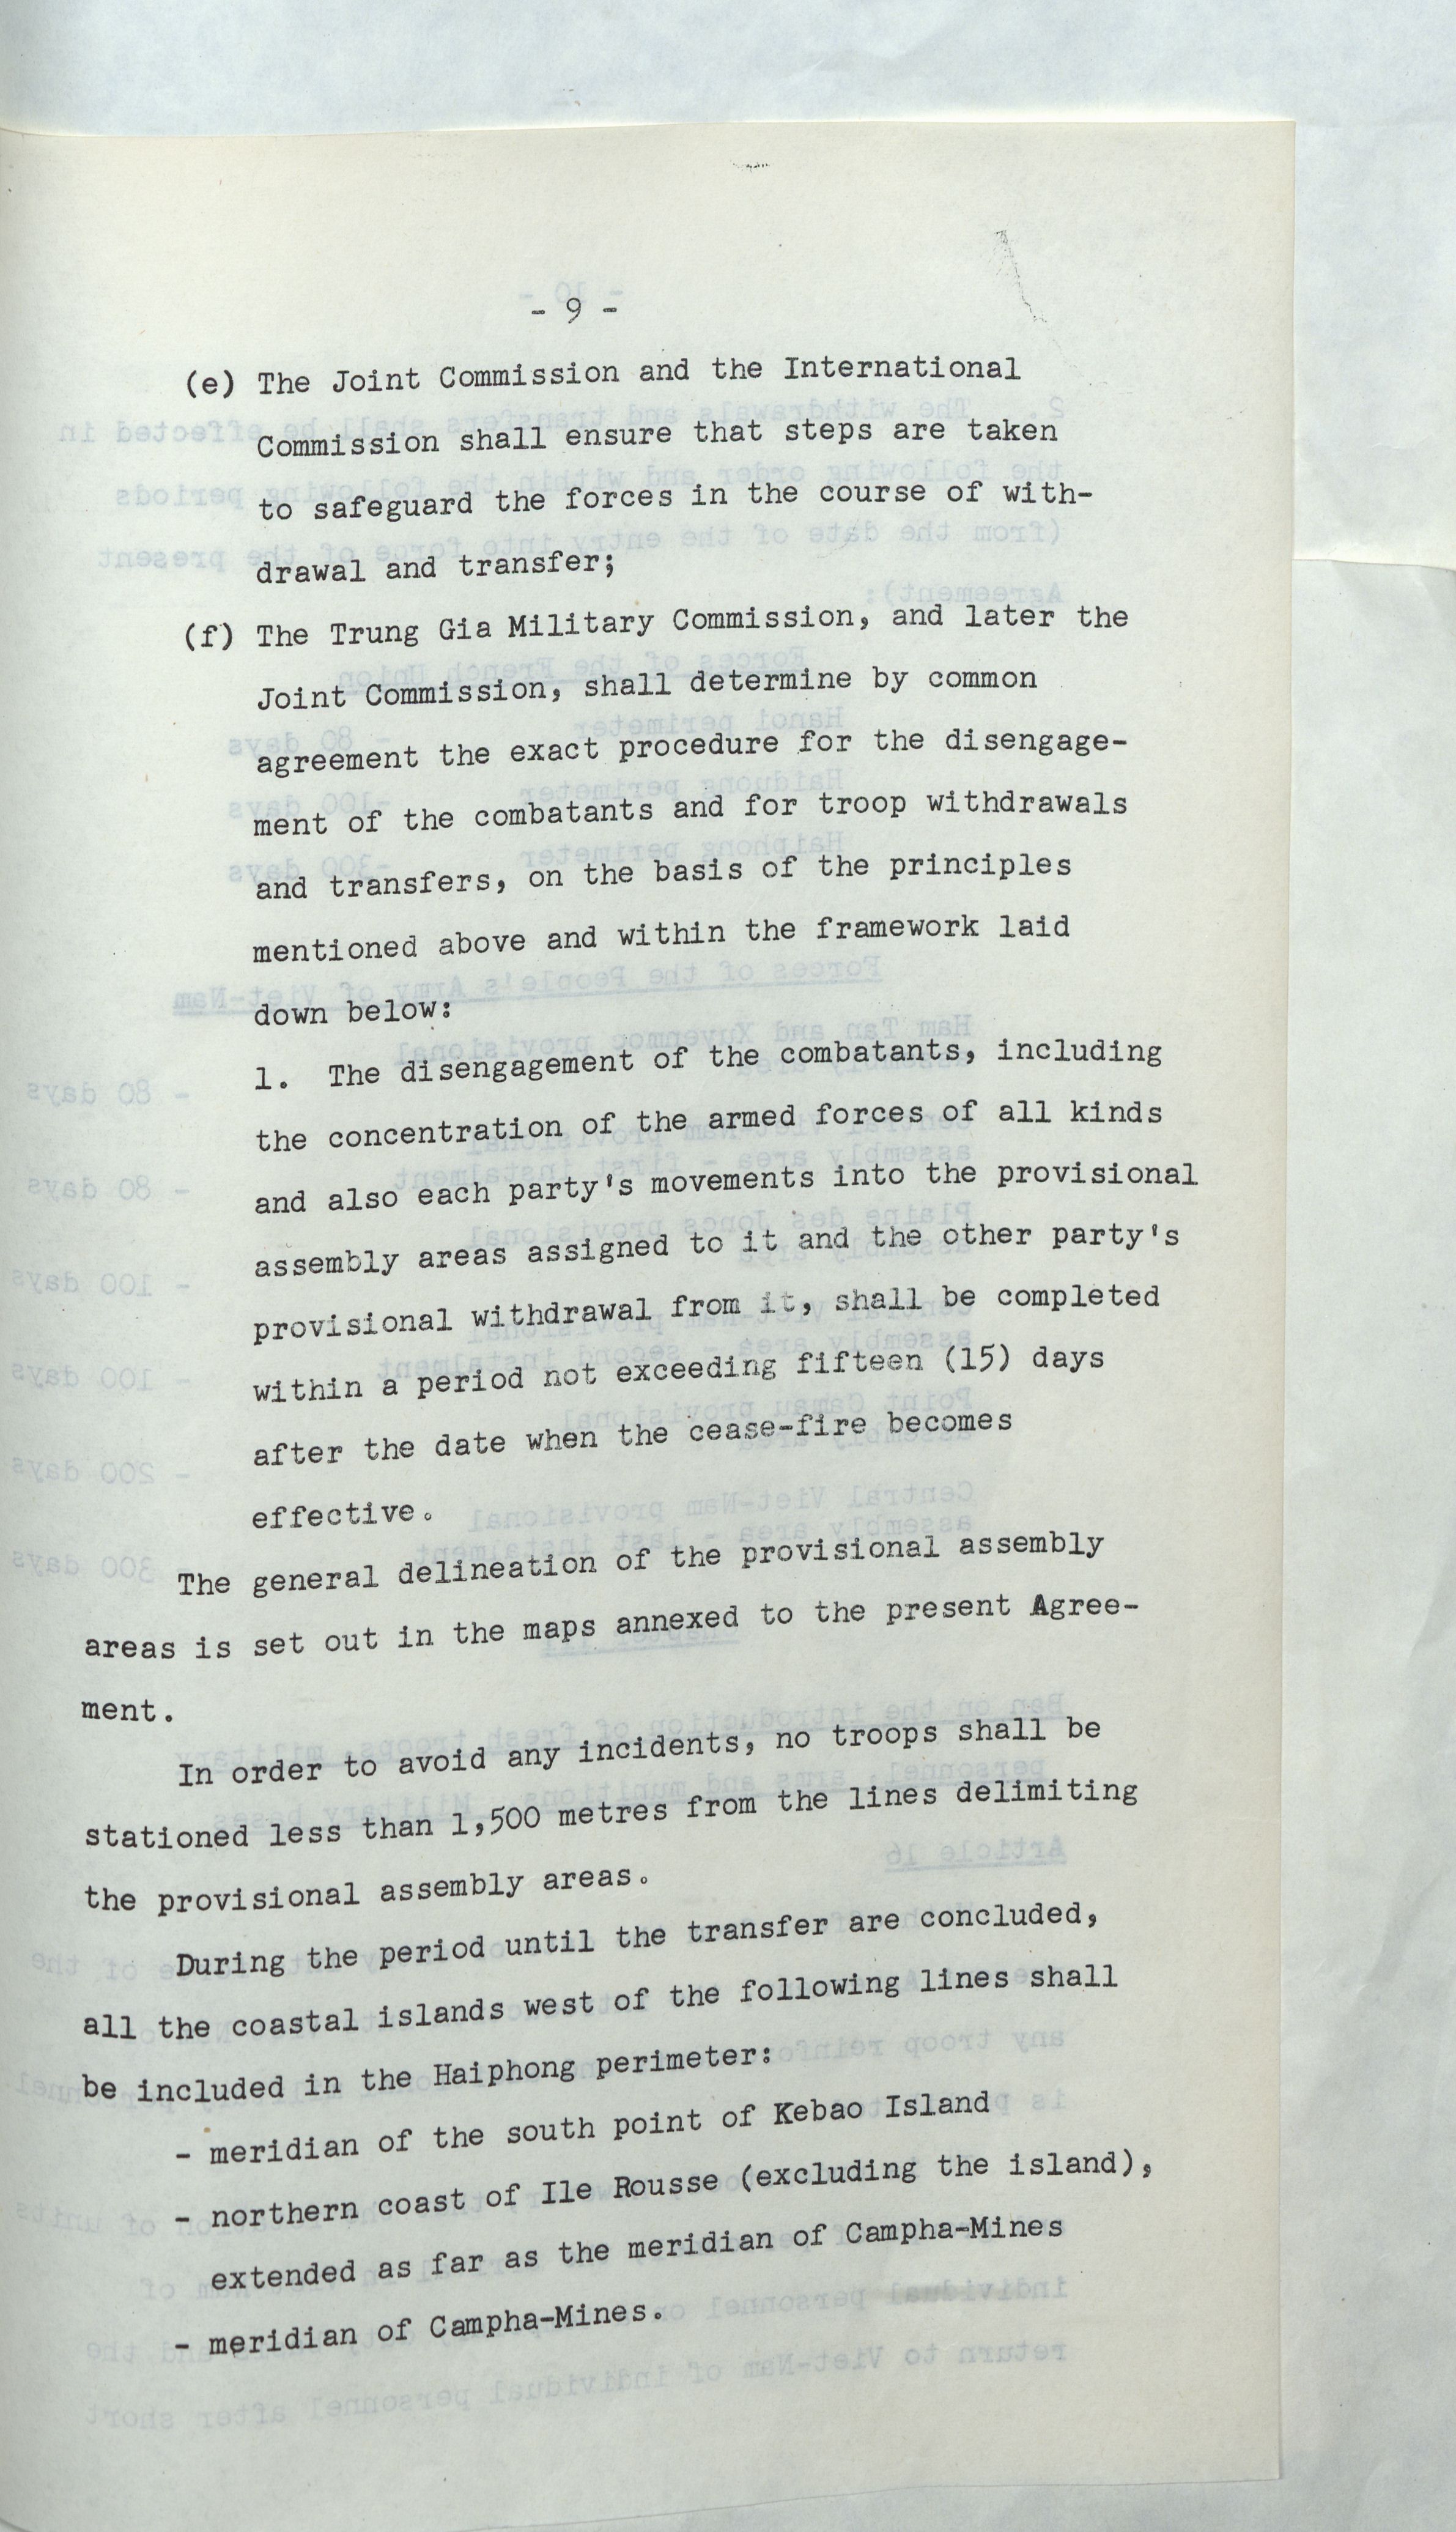 - 9 -
(e) The Joint Commission and the International
Commission shall ensure that steps are taken
to safeguard the forces in the course of with-
drawal and transfer;
(f) The Trung Gia Military Commission, and later the
Joint Commission, shall determine by common
agreement the exact procedure for the disengage-
ment of the combatants and for troop withdrawals
and transfers, on the basis of the principles
mentioned above and within the framework laid
down below:
1. The disengagement of the combatants, including
the concentration of the armed forces of all kinds
and also each party's movements into the provisional
assembly areas assigned to it and the other party's
provisional withdrawal from it, shall be completed
within a period not exceeding fifteen (15) days
after the date when the cease-fire becomes
effective.
The general delineation of the provisional assembly
areas is set out in the maps annexed to the present Agree-
ment.
In order to avoid any incidents, no troops shall be
stationed less than 1,500 metres from the lines delimiting
the provisional assembly areas.
During the period until the transfer are concluded,
all the coastal islands west of the following lines shall
be included in the Haiphong perimeter:
- meridian of the south point of Kebao Island
- northern coast of Ile Rousse (excluding the island),
extended as far as the meridian of Campha-Mines
- meridian of Campha-Mines.